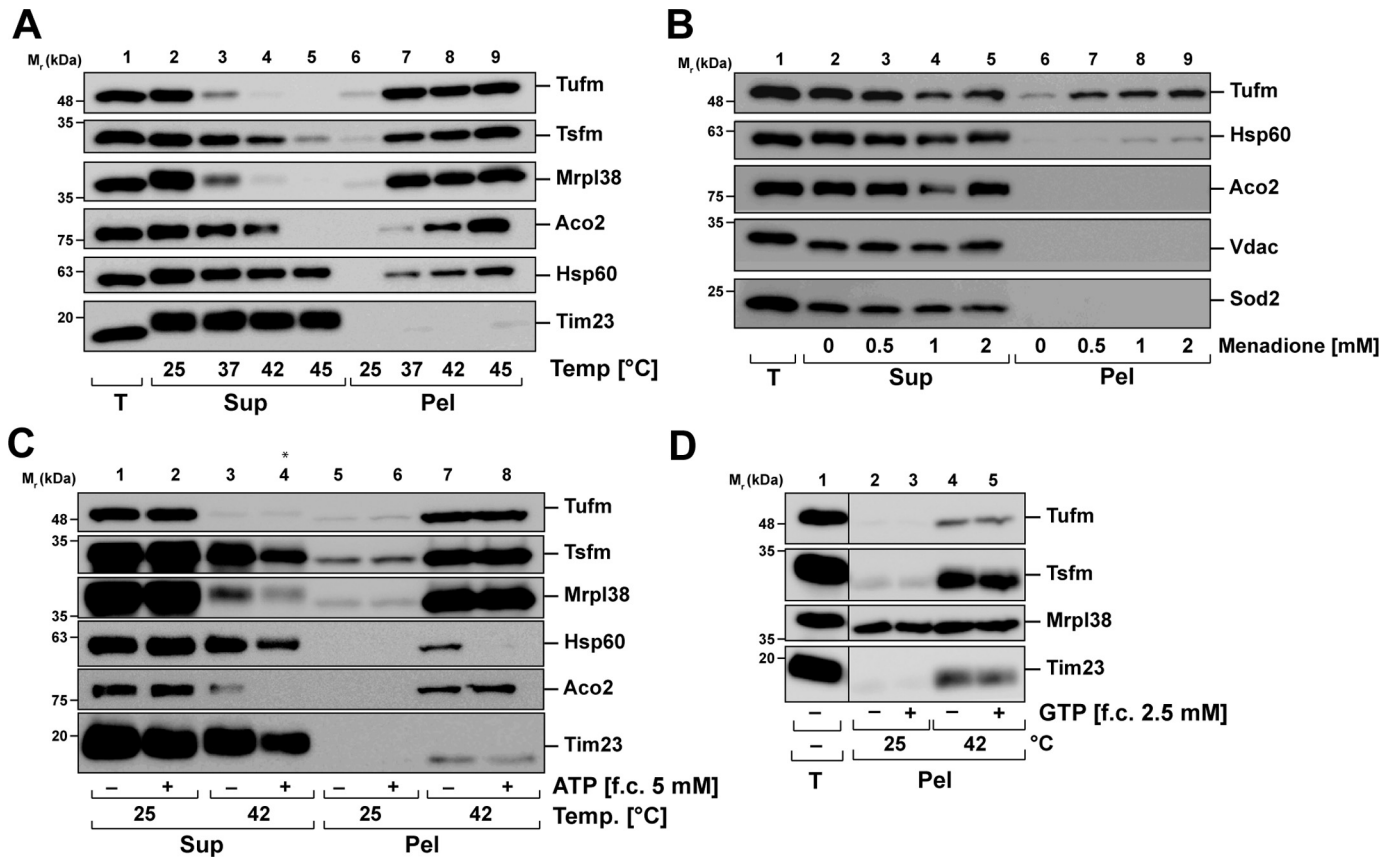 A
Mr (kDa) 1 2 3 4 5 6 7 8 9
48 Tufm
35 Tsfm
35 Mrpl38
75 Aco2
63 Hsp60
20 Tim23
25 37 42 45 25 37 42 45 Temp [°C]
T Sup Pel
B
Mr (kDa) 1 2 3 4 5 6 7 8 9
48 Tufm
63 Hsp60
75 Aco2
35 Vdac
25 Sod2
0 0.5 1 2 0 0.5 1 2 Menadione [mM]
T Sup Pel
C
*
Mr (kDa) 1 2 3 4 5 6 7 8
48 Tufm
35 Tsfm
35 Mrpl38
63 Hsp60
75 Aco2
20 Tim23
– + – + – + – + ATP [f.c. 5 mM]
25 42 25 42 Temp. [°C]
Sup Pel
D
Mr (kDa) 1 2 3 4 5
48 Tufm
35 Tsfm
35 Mrpl38
20 Tim23
– – + – + GTP [f.c. 2.5 mM]
– 25 42 °C
T Pel